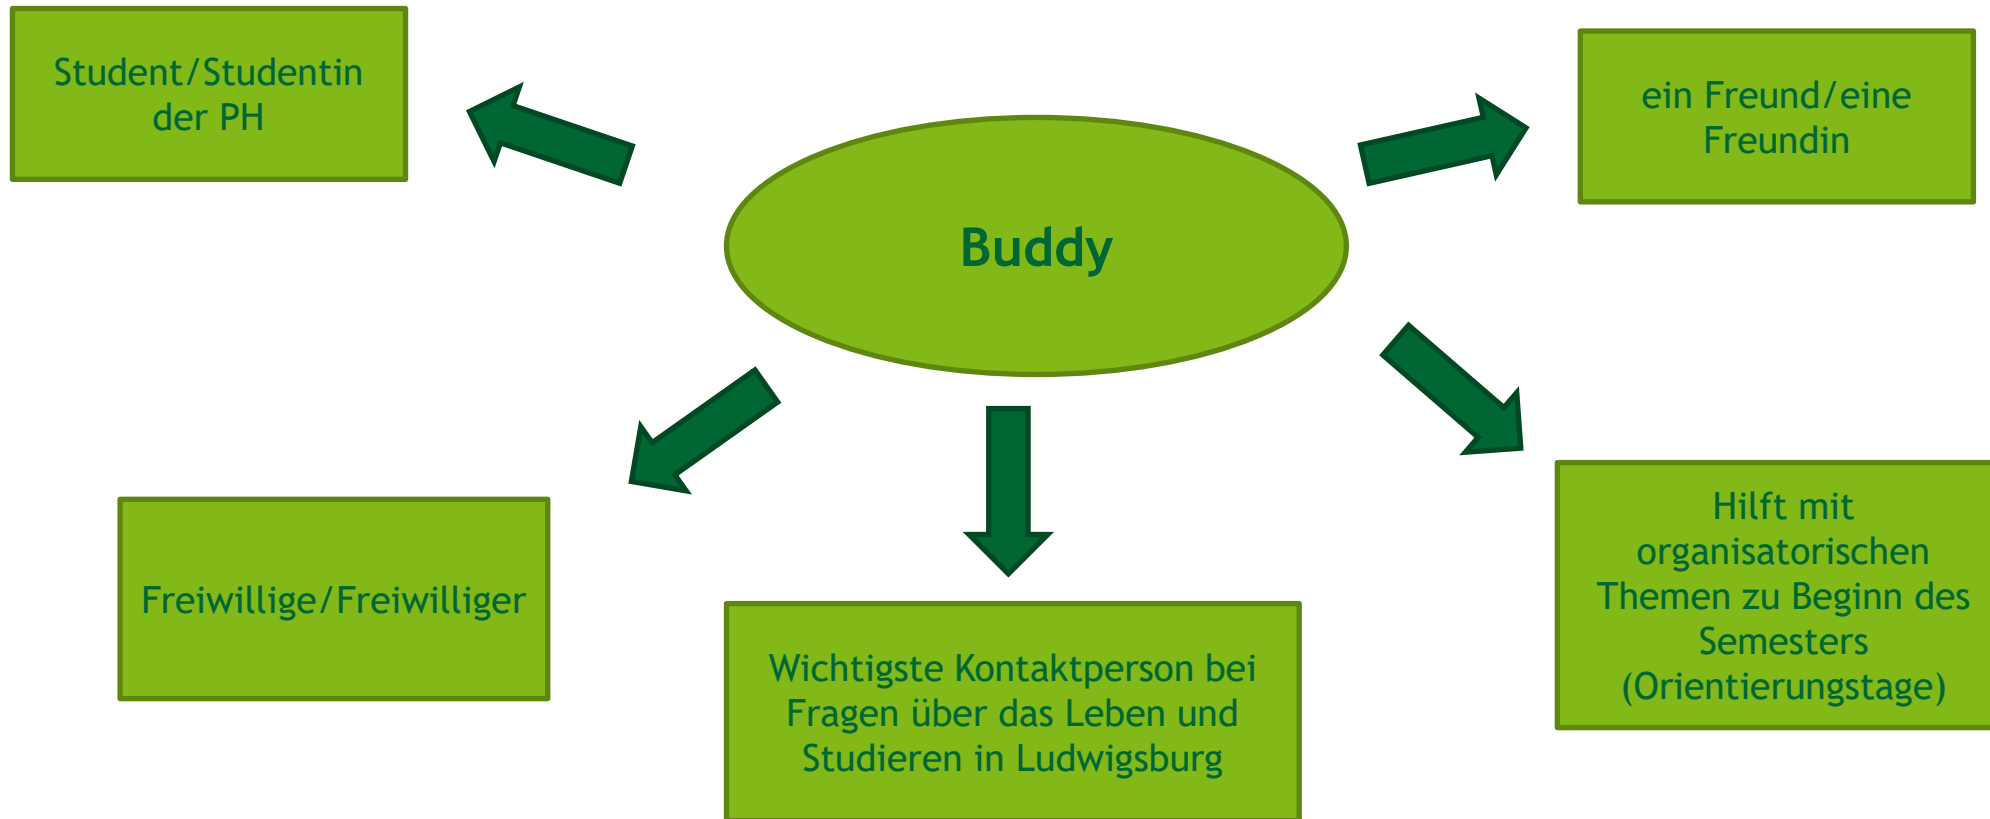 Student/Studentin
der PH
ein Freund/eine
Freundin
Buddy
Freiwillige/Freiwilliger
Wichtigste Kontaktperson bei
Fragen über das Leben und
Studieren in Ludwigsburg
Hilft mit
organisatorischen
Themen zu Beginn des
Semesters
(Orientierungstage)